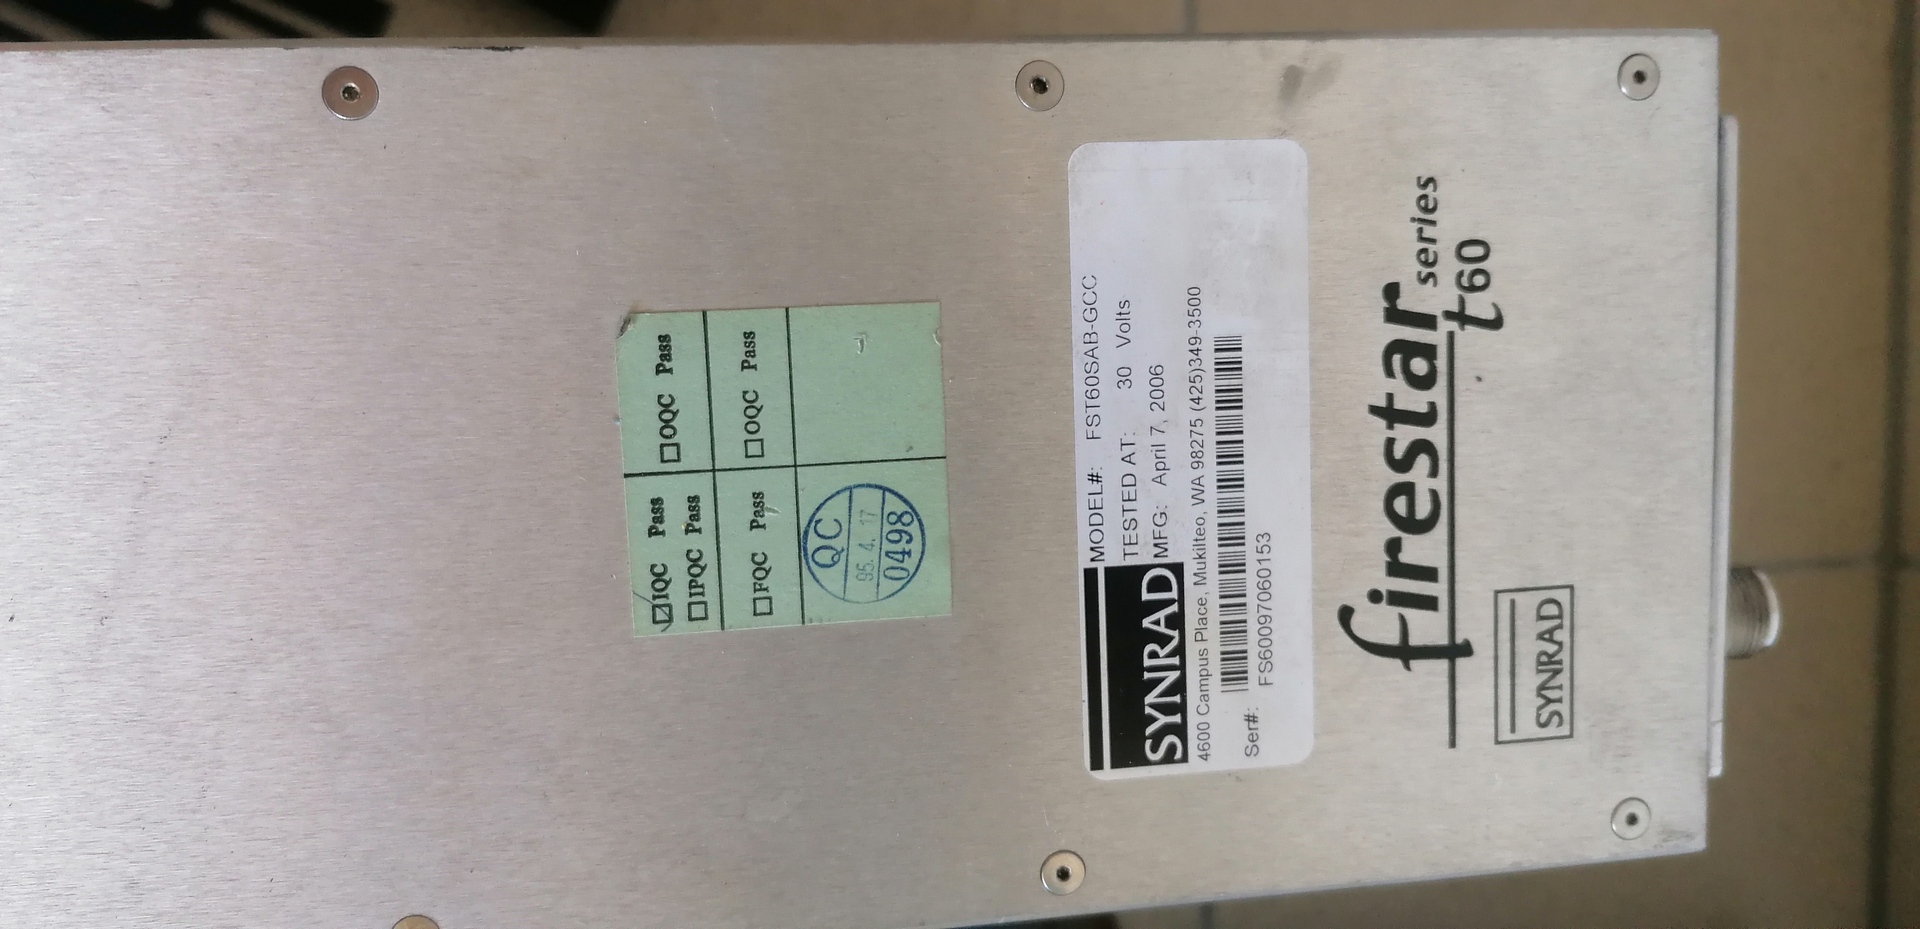 ☑IQC Pass
☐IPQC Pass
☐OQC Pass
☐FQC Pass
☐OQC Pass
QC
95. 4. 17
0498
SYNRAD
MODEL#: FST60SAB-GCC
TESTED AT: 30 Volts
MFG: April 7, 2006
4600 Campus Place, Mukilteo, WA 98275 (425)349-3500
Ser#: FS60097060153
firestar series
t60
SYNRAD